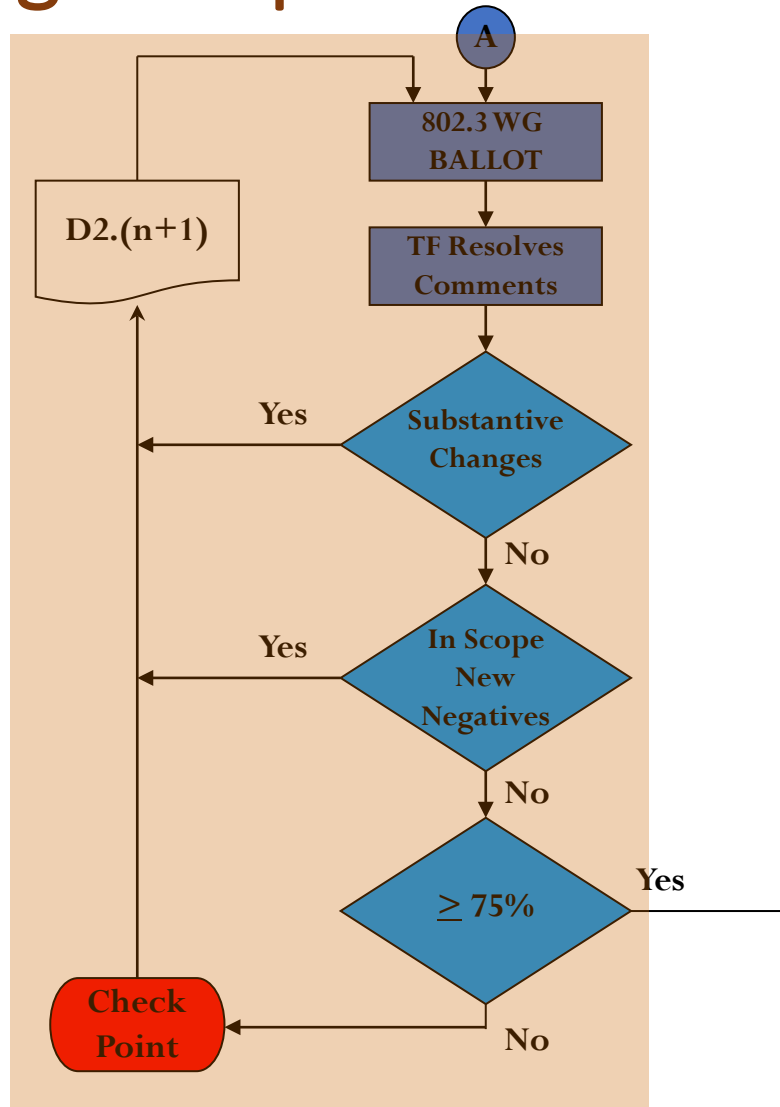 A
802.3 WG
BALLOT
D2.(n+1)
TF Resolves
Comments
Yes
Substantive
Changes
No
Yes
In Scope
New
Negatives
No
≥ 75%
Yes
Check
Point
No